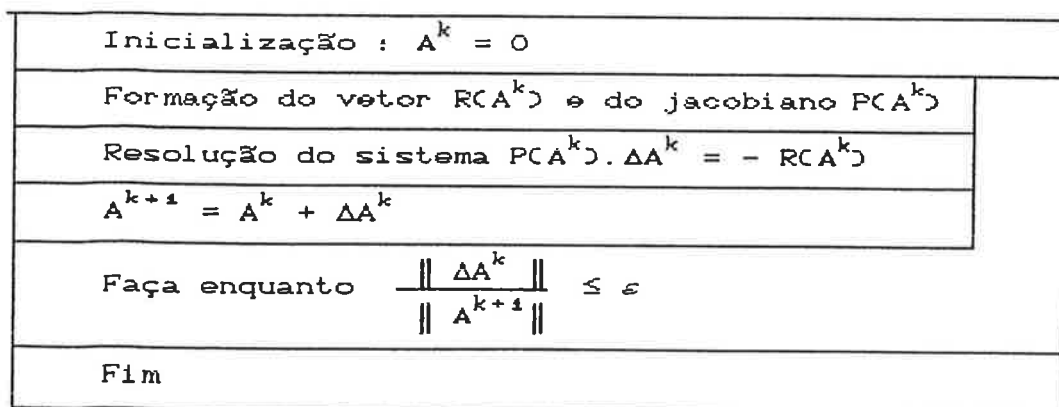 Inicialização : A^k = 0
Formação do vetor R(A^k) e do jacobiano P(A^k)
Resolução do sistema P(A^k).ΔA^k = - R(A^k)
A^{k+1} = A^k + ΔA^k
Faça enquanto ‖ ΔA^k ‖ / ‖ A^{k+1} ‖ ≤ ε
Fim